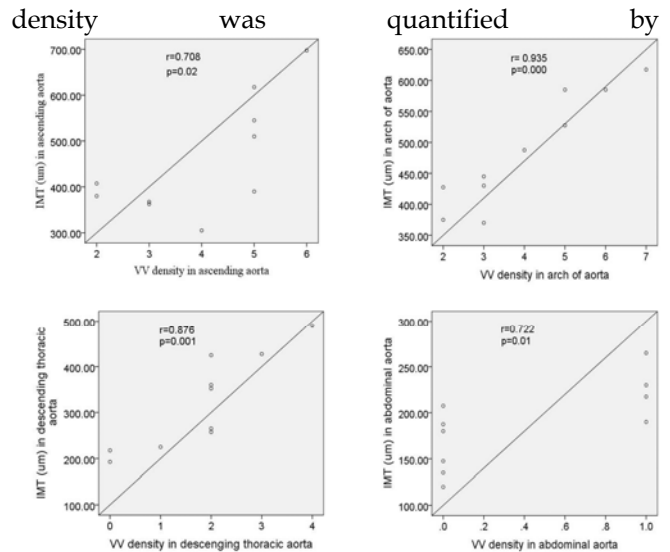 density was quantified by
700.00
600.00
500.00
400.00
300.00
IMT (um) in ascending aorta
r=0.708
p=0.02
2 3 4 5 6
VV density in ascending aorta
650.00
600.00
550.00
500.00
450.00
400.00
350.00
IMT (um) in arch of aorta
r= 0.935
p=0.000
2 3 4 5 6 7
VV density in arch of aorta
500.00
400.00
300.00
200.00
100.00
IMT (um) in descending thoracic
aorta
r=0.876
p=0.001
0 1 2 3 4
VV density in descenging thoracic aorta
300.00
250.00
200.00
150.00
100.00
IMT (um) in abdominal aorta
r=0.722
p=0.01
.0 .2 .4 .6 .8 1.0
VV density in abdominal aorta